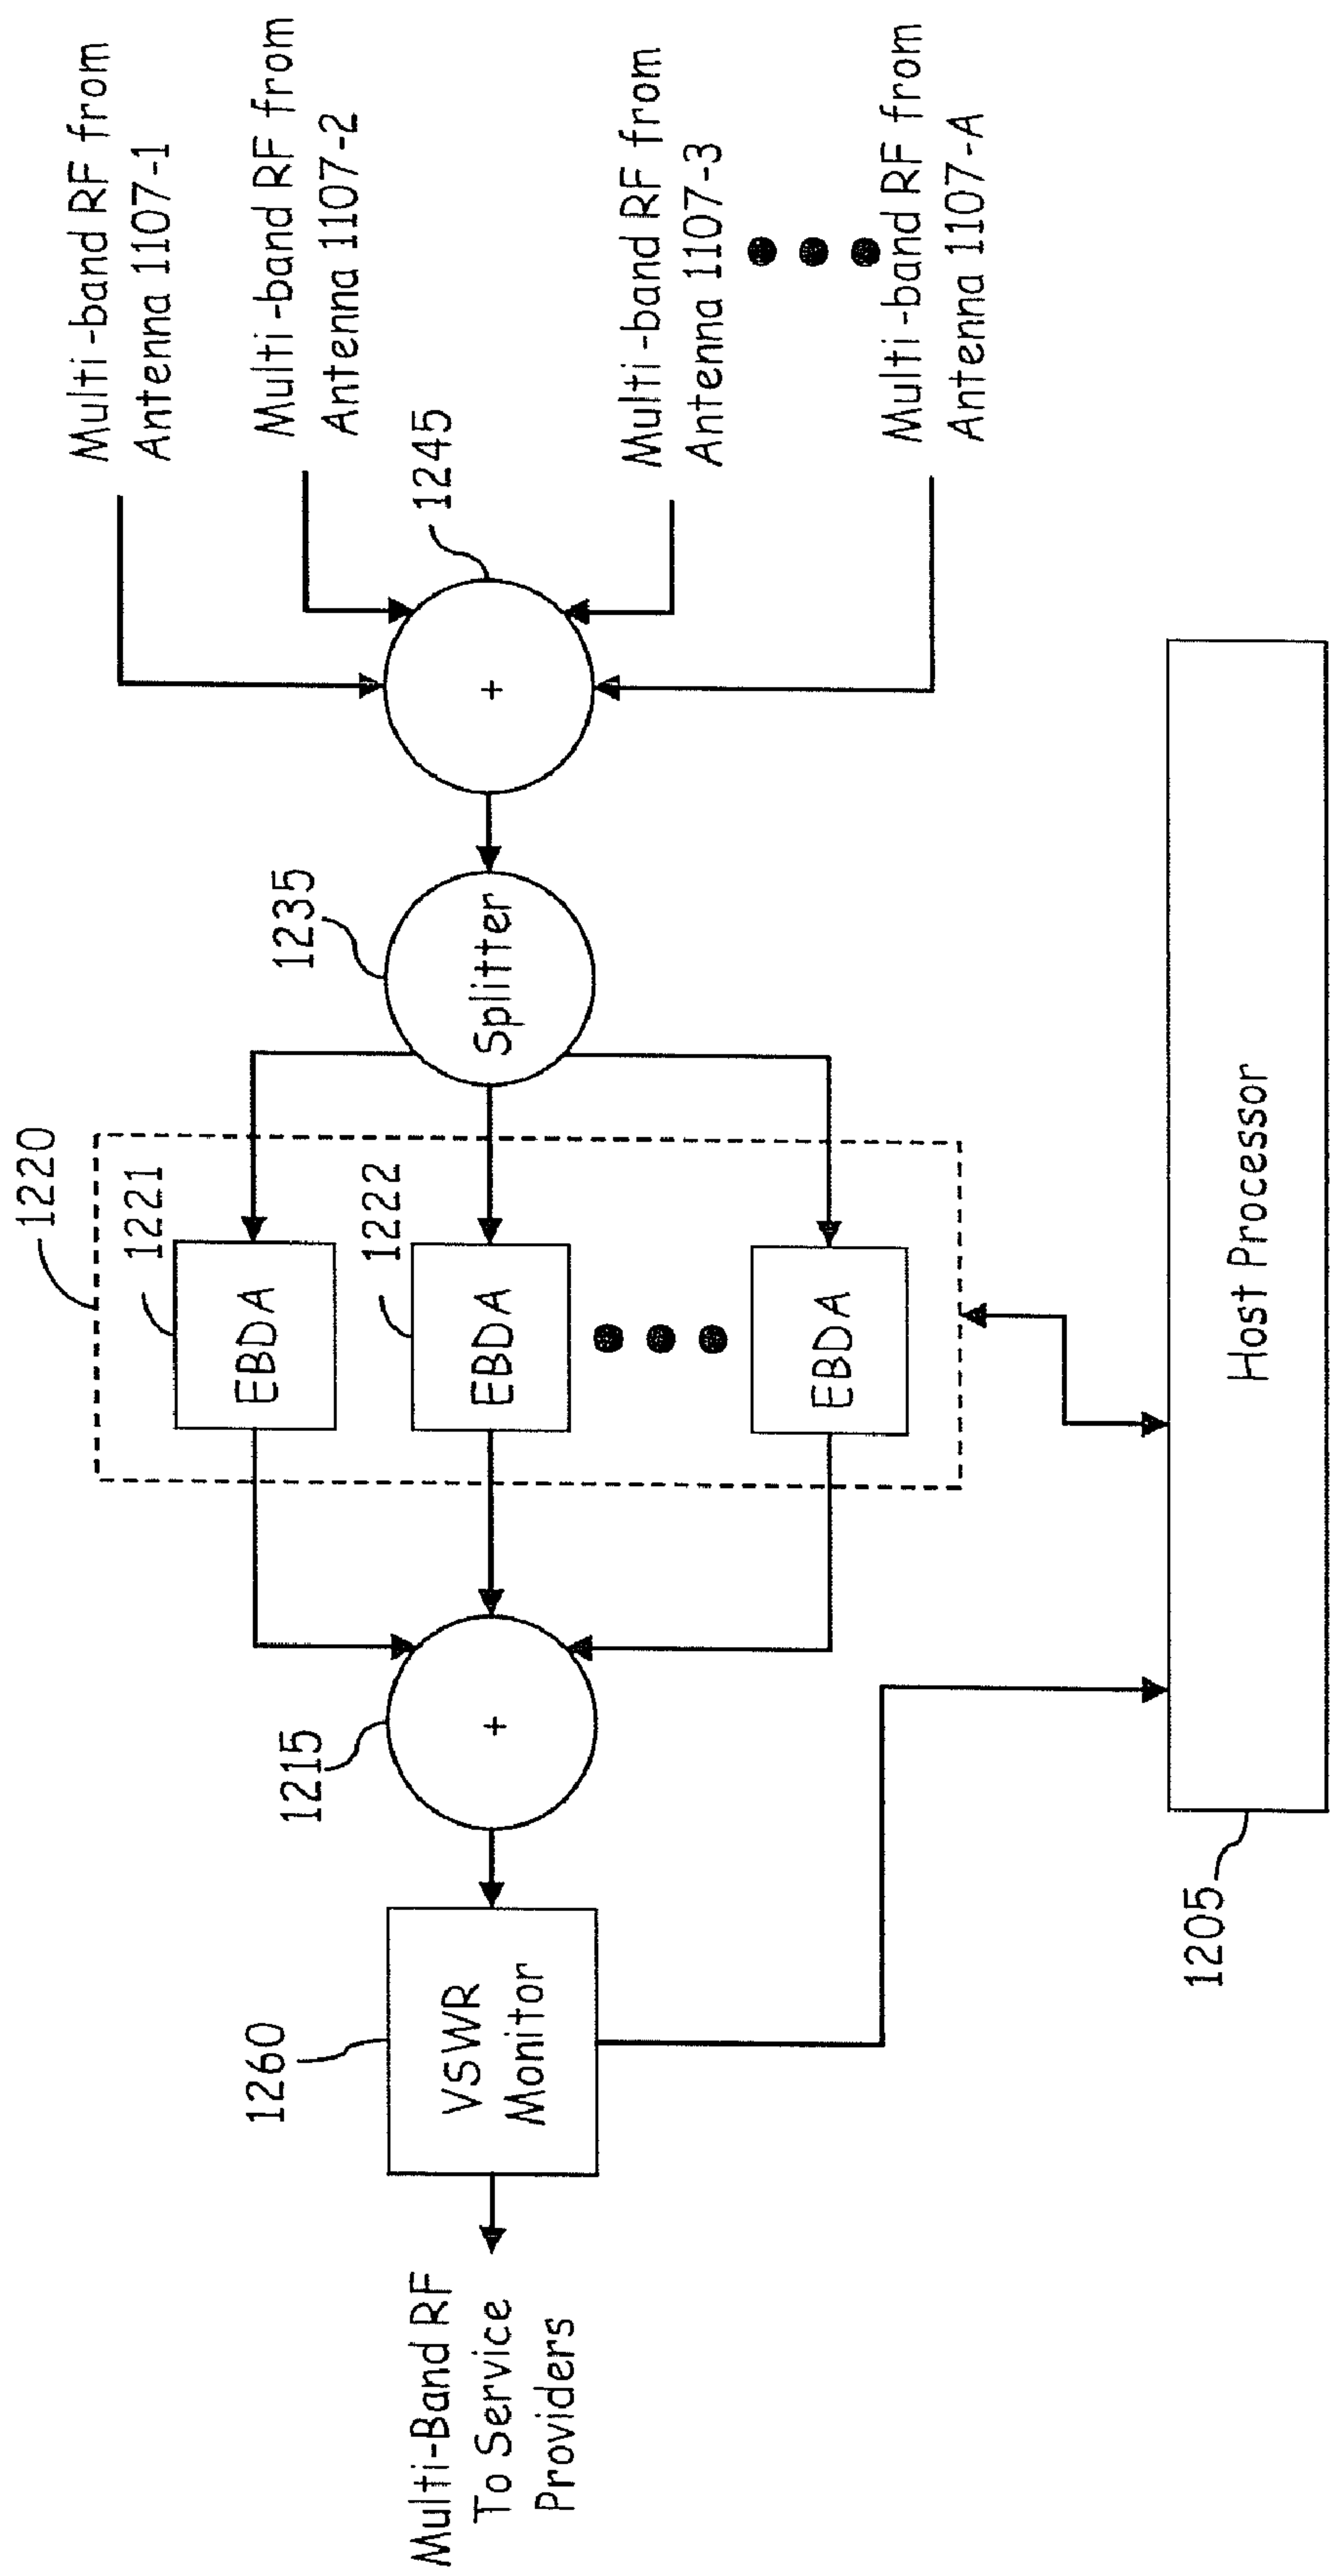 Multi-band RF from
Antenna 1107-1
Multi-band RF from
Antenna 1107-2
Multi-band RF from
Antenna 1107-3
Multi-band RF from
Antenna 1107-A
1245
+
1235
Splitter
1220
1221
EBDA
1222
EBDA
EBDA
1215
+
1260
VSWR
Monitor
Multi-Band RF
To Service
Providers
Host Processor
1205